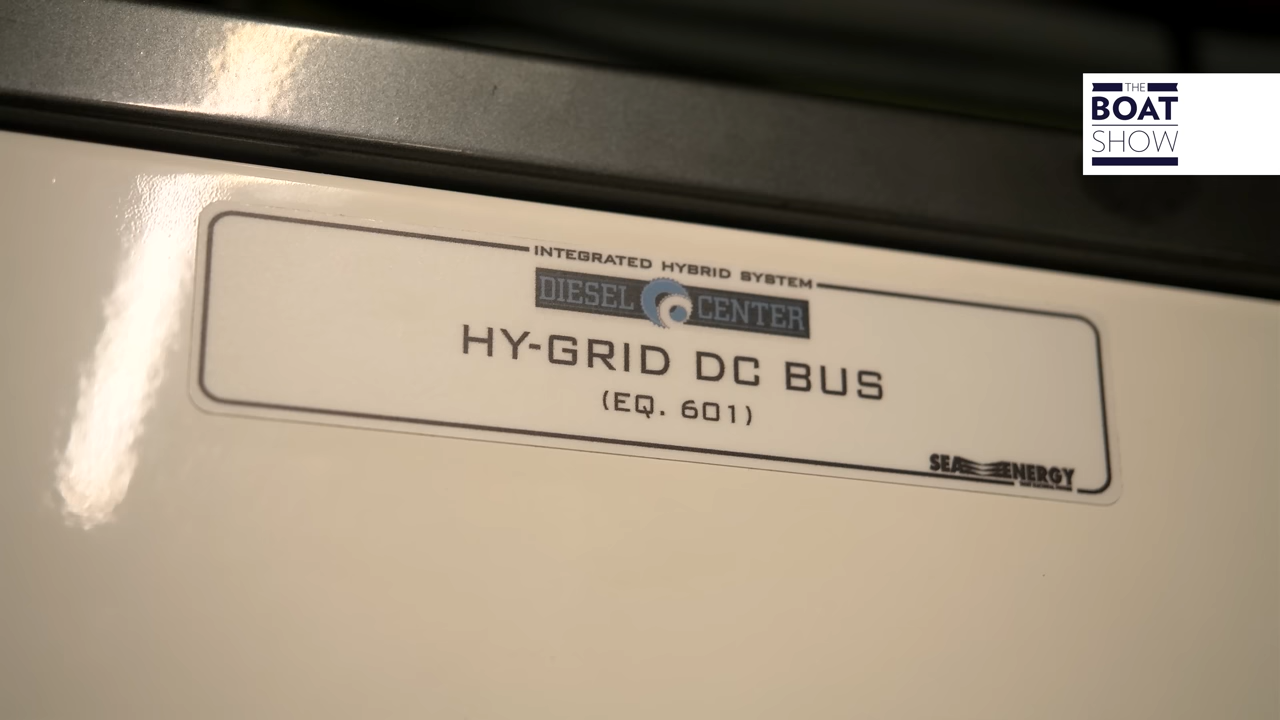 THE
BOAT
SHOW
INTEGRATED HYBRID SYSTEM
DIESEL CENTER
HY-GRID DC BUS
(EQ. 601)
SEA ENERGY